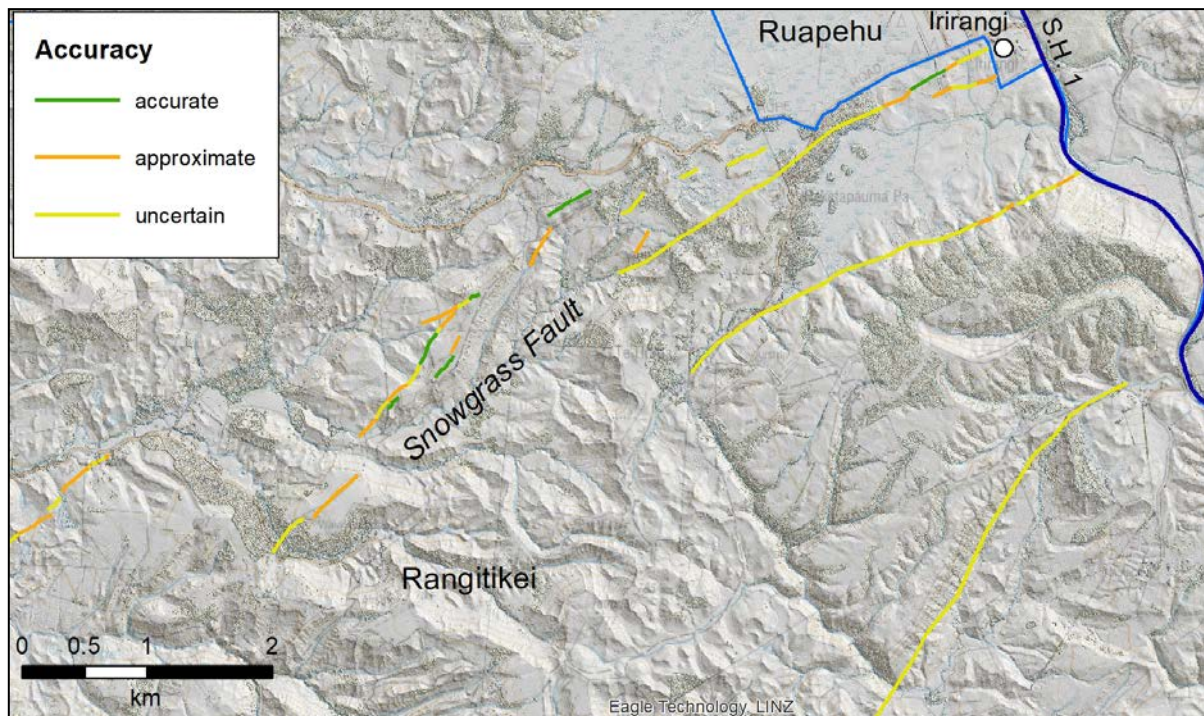 Accuracy
accurate
approximate
uncertain
Ruapehu
Irirangi
S.H. 1
Snowgrass Fault
Rangitikei
0 0.5 1 2
km
Eagle Technology, LINZ